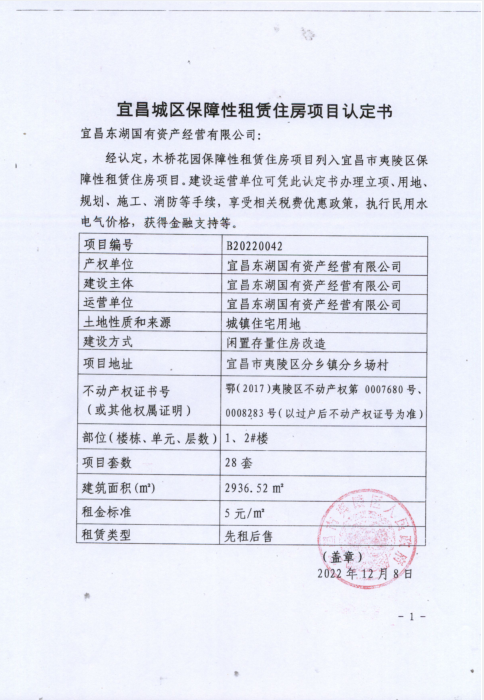 宜昌城区保障性租赁住房项目认定书
宜昌东湖国有资产经营有限公司：
经认定，木桥花园保障性租赁住房项目列入宜昌市夷陵区保
障性租赁住房项目。建设运营单位可凭此认定书办理立项、用地、
规划、施工、消防等手续，享受相关税费优惠政策，执行民用水
电气价格，获得金融支持等。
项目编号 B20220042
产权单位 宜昌东湖国有资产经营有限公司
建设主体 宜昌东湖国有资产经营有限公司
运营单位 宜昌东湖国有资产经营有限公司
土地性质和来源 城镇住宅用地
建设方式 闲置存量住房改造
项目地址 宜昌市夷陵区分乡镇分乡场村
不动产权证书号 鄂(2017)夷陵区不动产权第 0007680 号、
(或其他权属证明) 0008283 号(以过户后不动产权证号为准)
部位(楼栋、单元、层数) 1、2#楼
项目套数 28 套
建筑面积(㎡) 2936.52 ㎡
租金标准 5 元/㎡
租赁类型 先租后售
(盖章)
2022 年 12 月 8 日
- 1 -